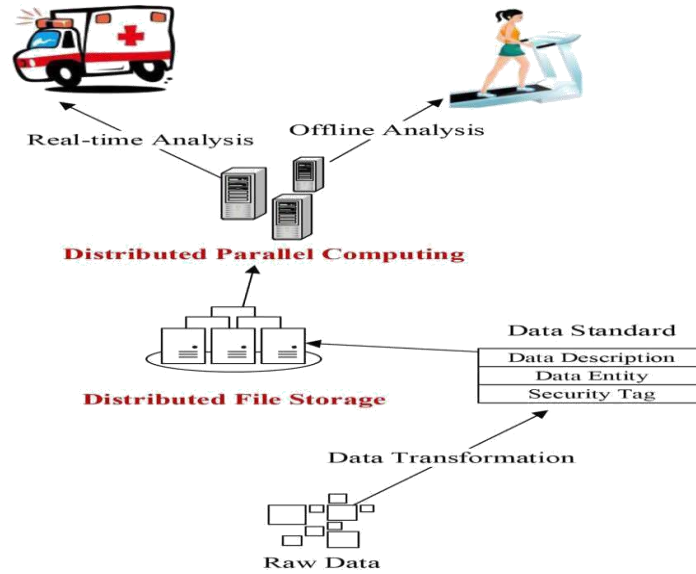 Real-time Analysis
Offline Analysis
Distributed Parallel Computing
Data Standard
Data Description
Data Entity
Security Tag
Distributed File Storage
Data Transformation
Raw Data